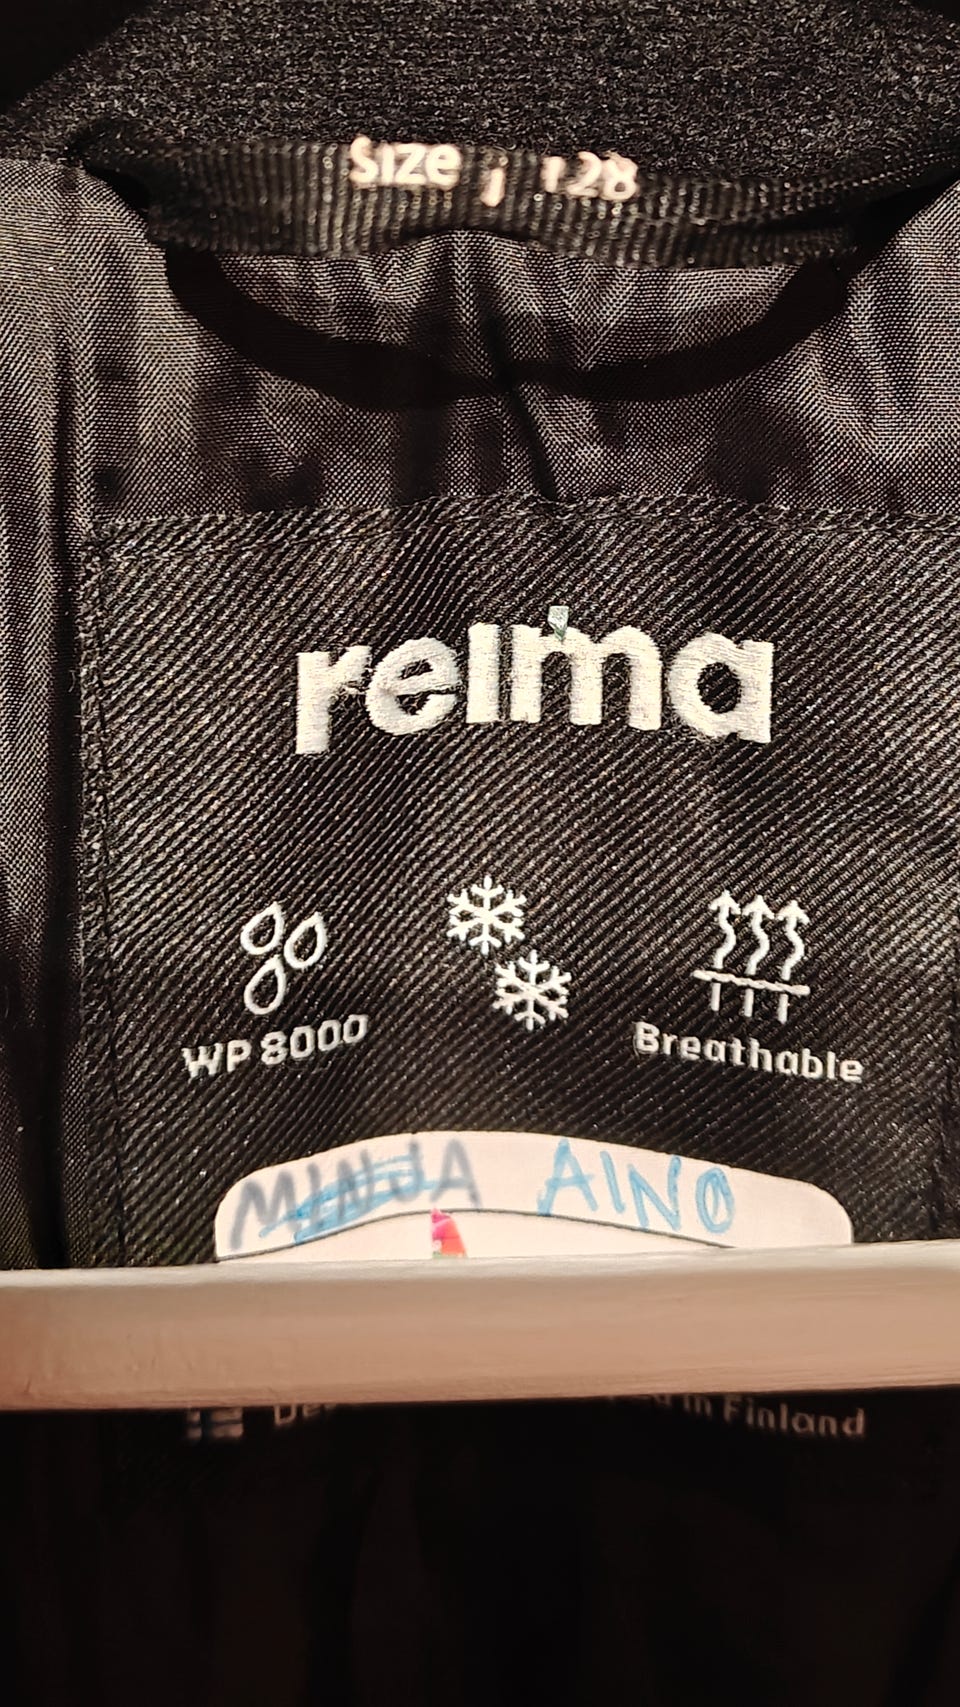 Size 128
reima
WP 8000
Breathable
MINJA AINO
in Finland